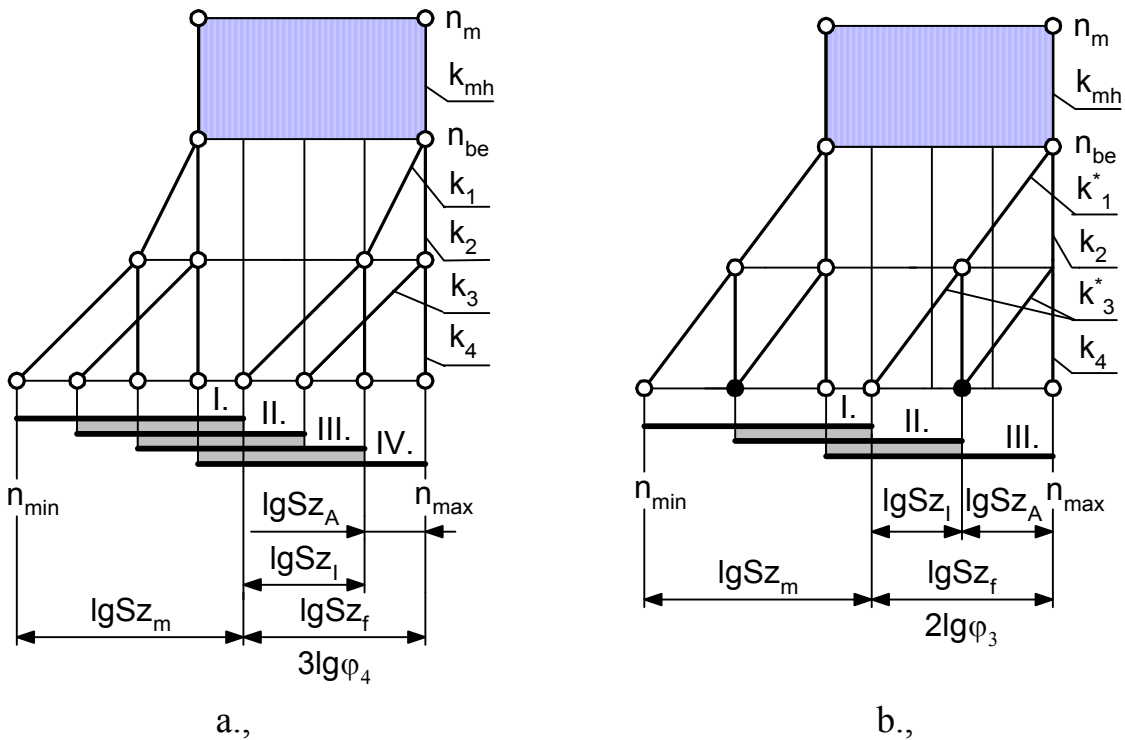 n_m
k_mh
n_be
k_1
k_2
k_3
k_4
I.
II.
III.
IV.
n_min
n_max
lgSz_A
lgSz_I
lgSz_m
lgSz_f
3lgφ_4
a.,
n_m
k_mh
n_be
k*_1
k_2
k*_3
k_4
I.
II.
III.
n_min
n_max
lgSz_I
lgSz_A
lgSz_m
lgSz_f
2lgφ_3
b.,